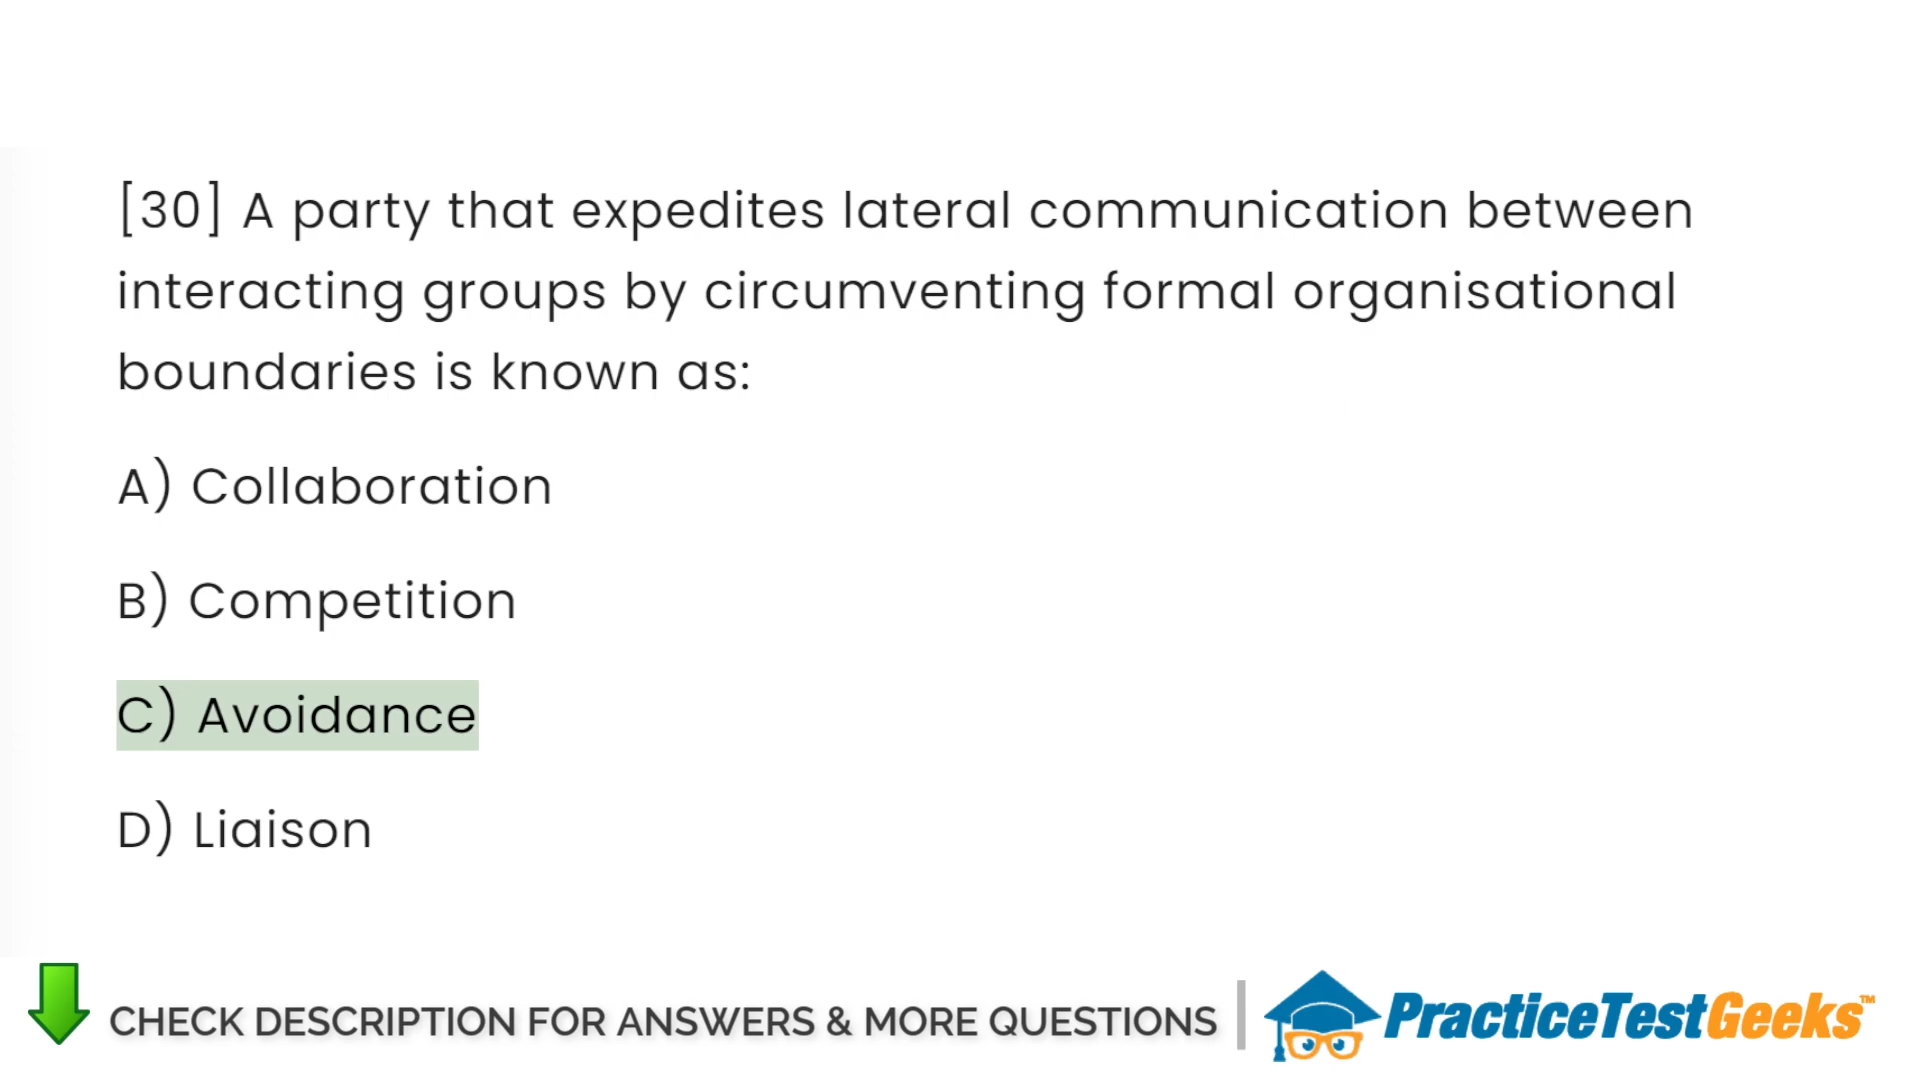 [30] A party that expedites lateral communication between
interacting groups by circumventing formal organisational
boundaries is known as:
A) Collaboration
B) Competition
C) Avoidance
D) Liaison
CHECK DESCRIPTION FOR ANSWERS & MORE QUESTIONS
PracticeTestGeeks™